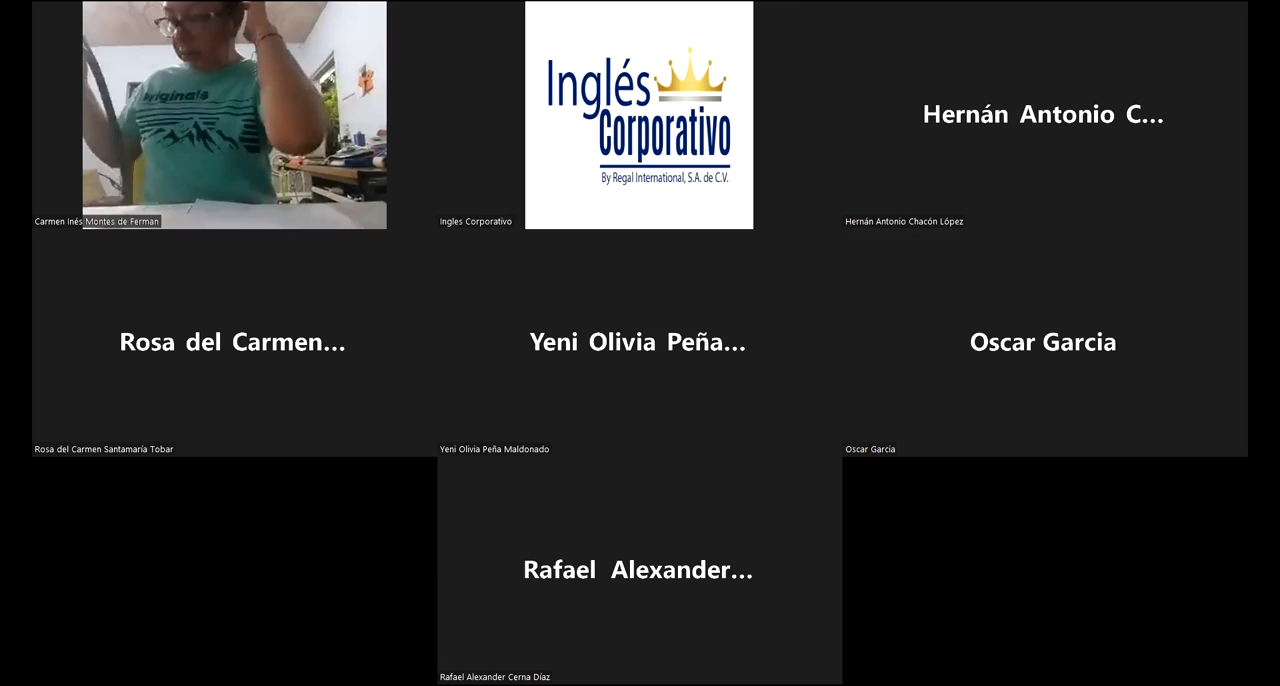 originals
Carmen Inés Montes de Ferman
Inglés
Corporativo
By Regal International, S.A. de C.V.
Ingles Corporativo
Hernán Antonio C...
Hernán Antonio Chacón López
Rosa del Carmen...
Rosa del Carmen Santamaría Tobar
Yeni Olivia Peña...
Yeni Olivia Peña Maldonado
Oscar Garcia
Oscar Garcia
Rafael Alexander...
Rafael Alexander Cerna Díaz